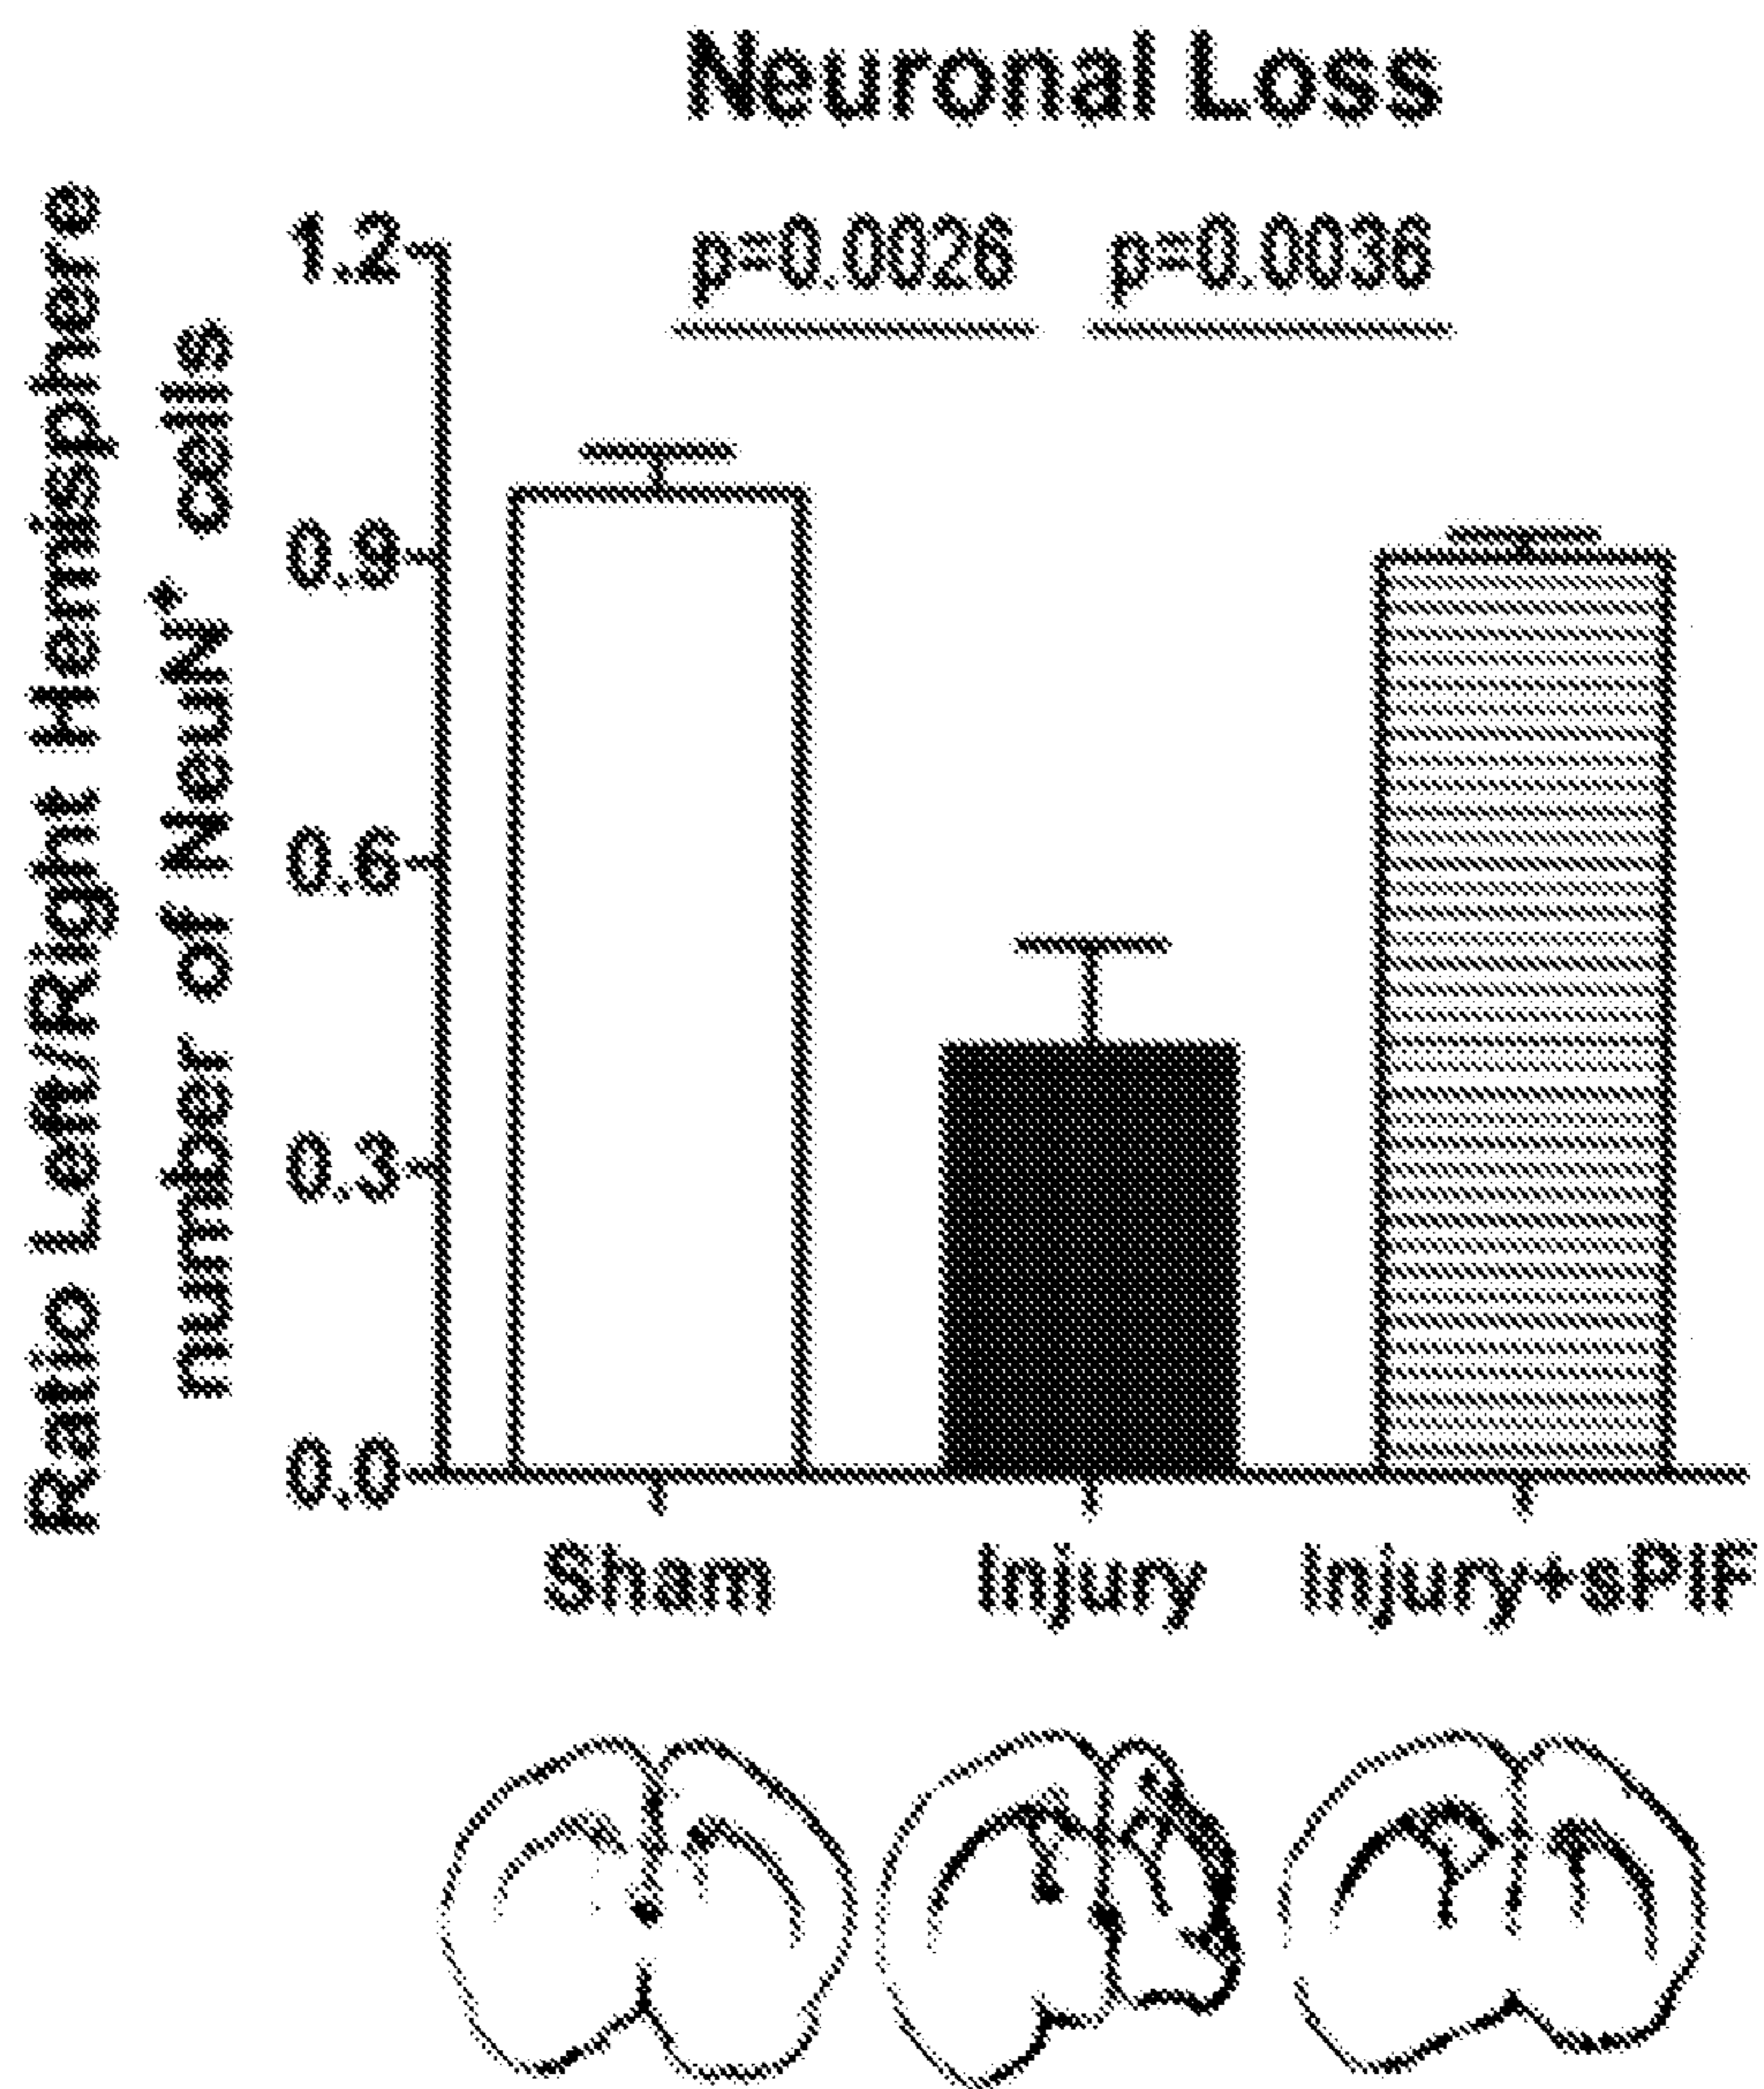 Neuronal Loss
p=0.0026 p=0.0036
Ratio Left/Right Hemisphere
number of NeuN⁺ cells
1.2
0.9
0.6
0.3
0.0
Sham Injury Injury+sPIF